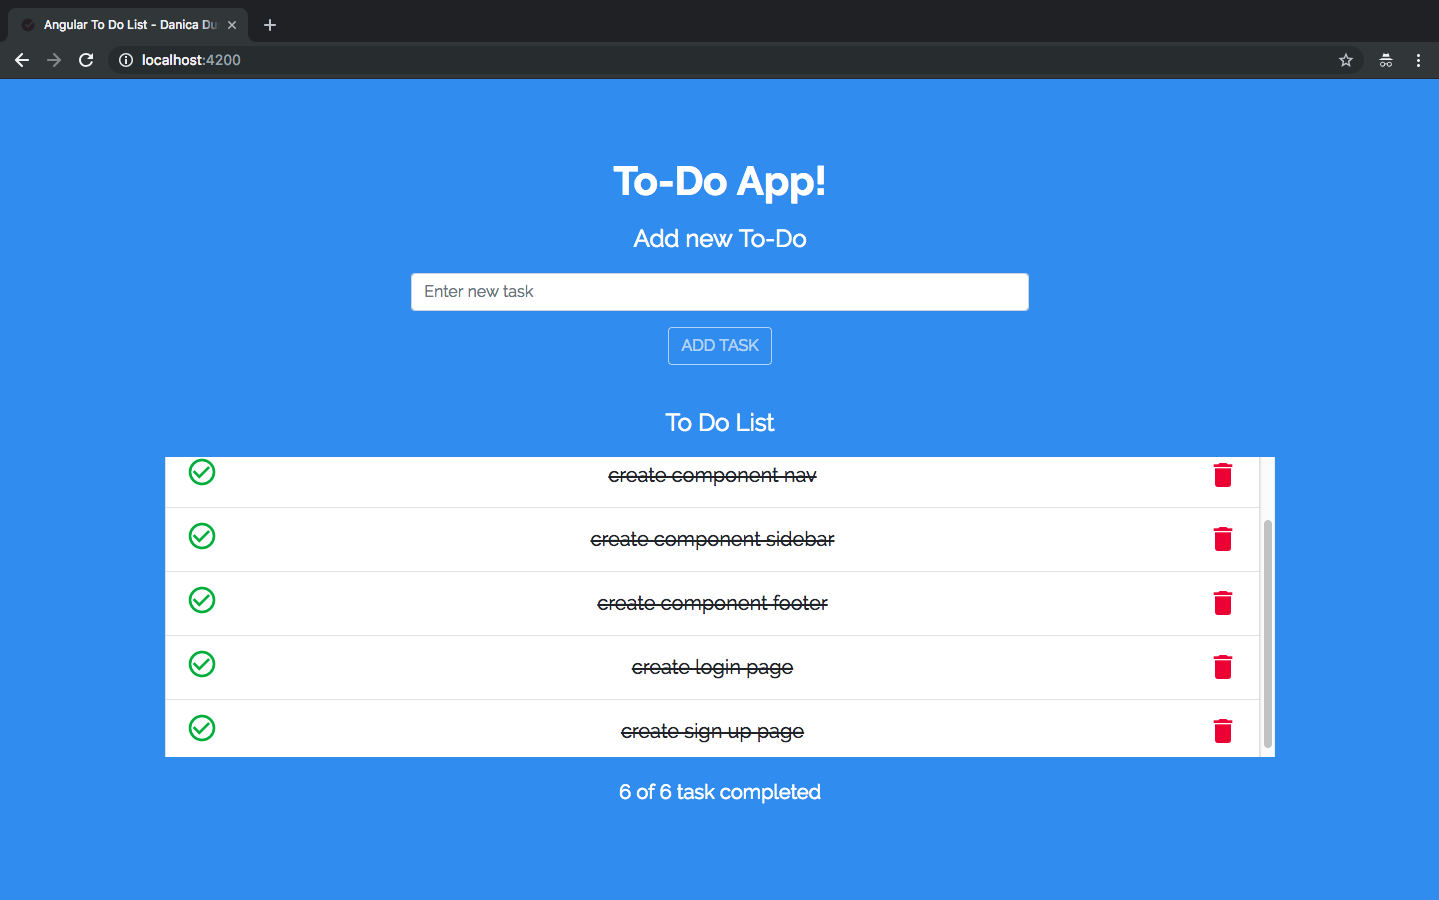 Angular To Do List - Danica Du
localhost:4200
To-Do App!
Add new To-Do
Enter new task
ADD TASK
To Do List
create component nav
create component sidebar
create component footer
create login page
create sign up page
6 of 6 task completed